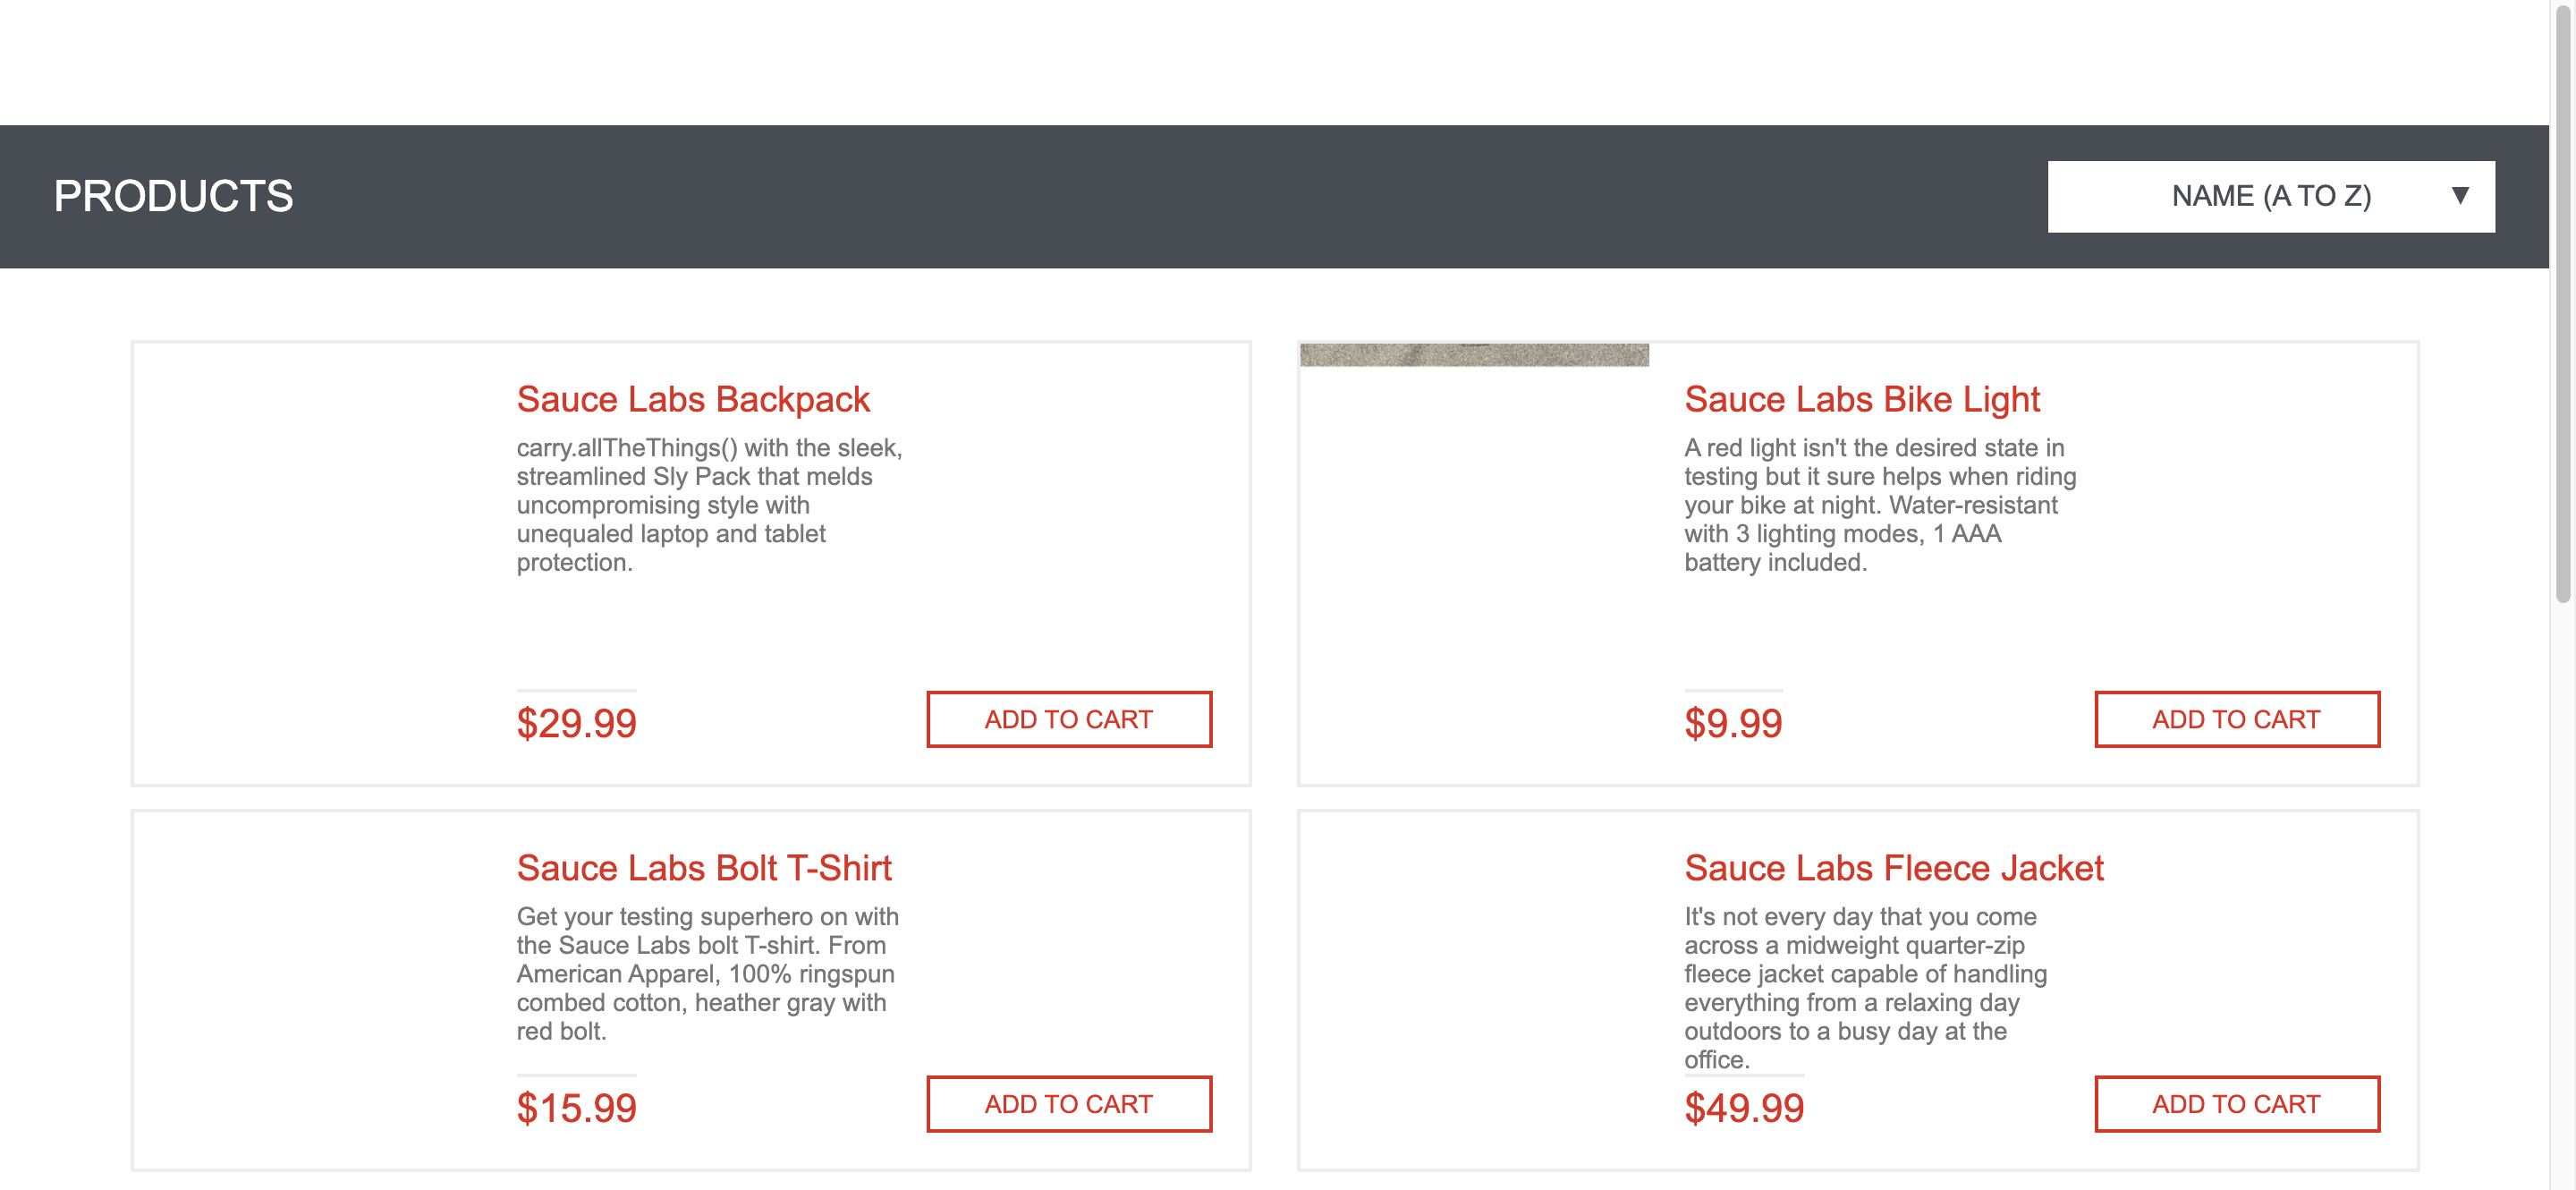 PRODUCTS
NAME (A TO Z) ▼
Sauce Labs Backpack
carry.allTheThings() with the sleek,
streamlined Sly Pack that melds
uncompromising style with
unequaled laptop and tablet
protection.
$29.99
ADD TO CART
Sauce Labs Bike Light
A red light isn't the desired state in
testing but it sure helps when riding
your bike at night. Water-resistant
with 3 lighting modes, 1 AAA
battery included.
$9.99
ADD TO CART
Sauce Labs Bolt T-Shirt
Get your testing superhero on with
the Sauce Labs bolt T-shirt. From
American Apparel, 100% ringspun
combed cotton, heather gray with
red bolt.
$15.99
ADD TO CART
Sauce Labs Fleece Jacket
It's not every day that you come
across a midweight quarter-zip
fleece jacket capable of handling
everything from a relaxing day
outdoors to a busy day at the
office.
$49.99
ADD TO CART